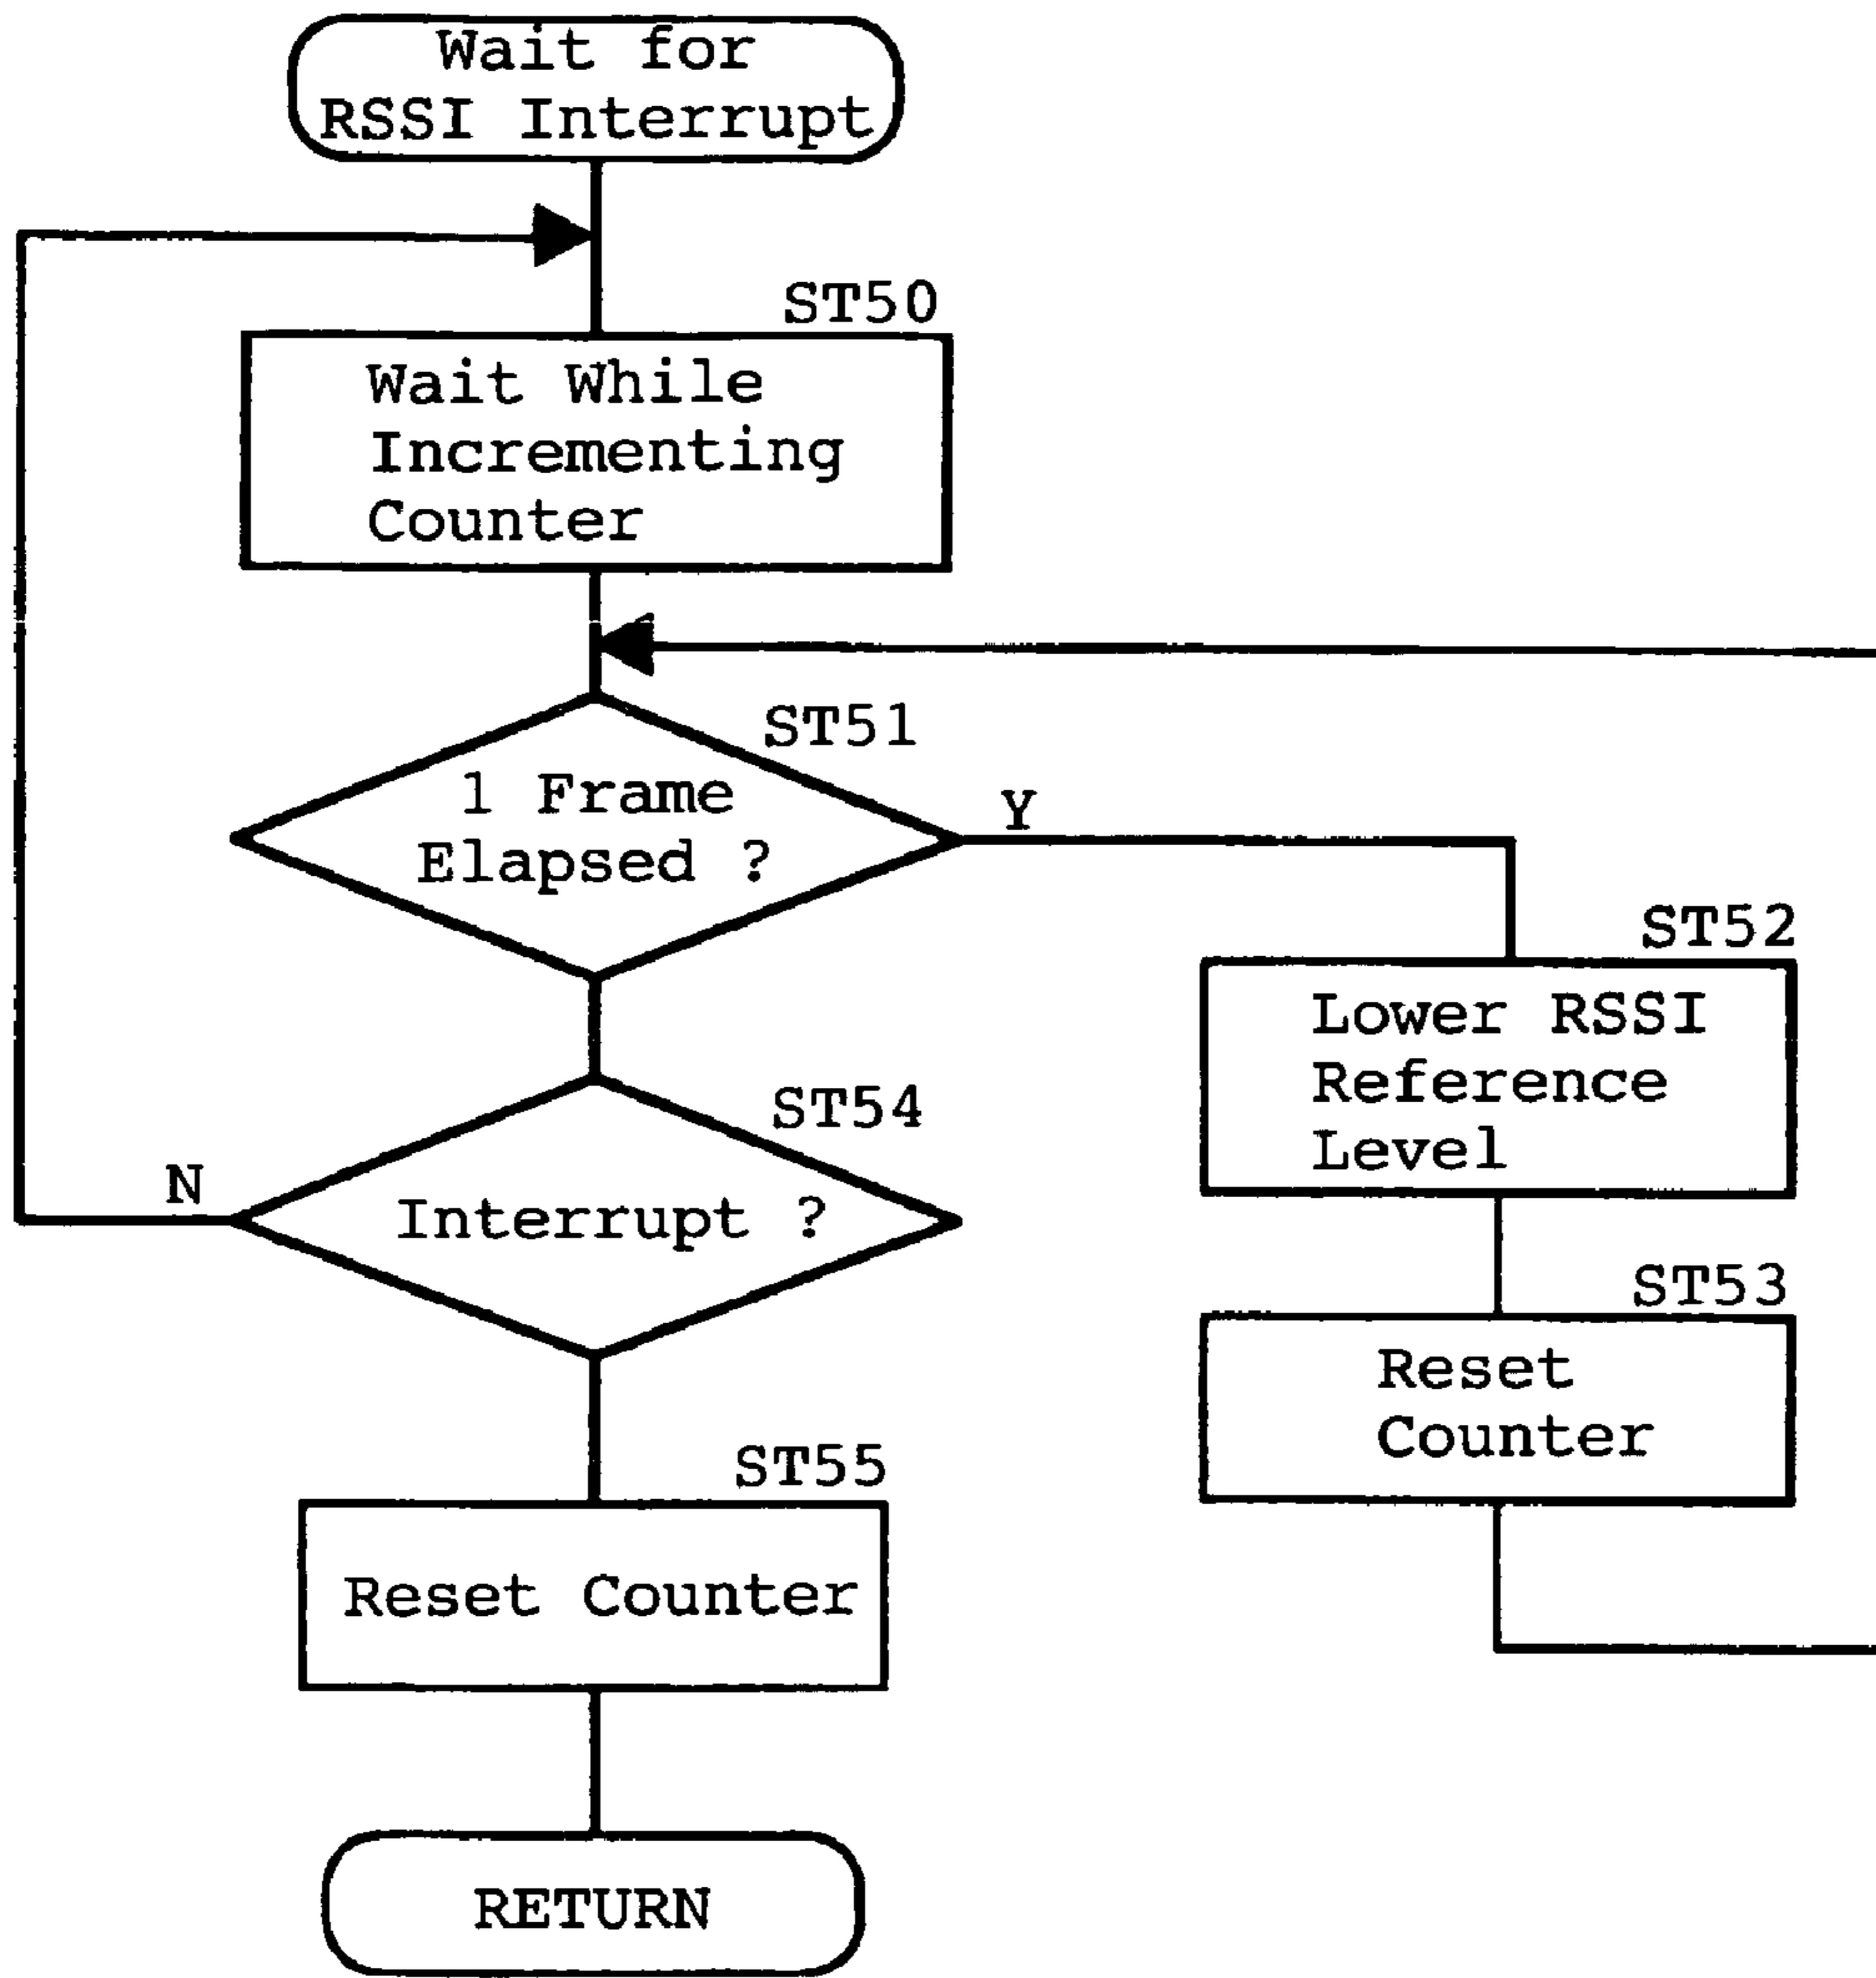 Wait for
RSSI Interrupt
ST50
Wait While
Incrementing
Counter
ST51
1 Frame
Elapsed ?
Y
ST52
Lower RSSI
Reference
Level
ST54
N
Interrupt ?
ST53
Reset
Counter
ST55
Reset Counter
RETURN